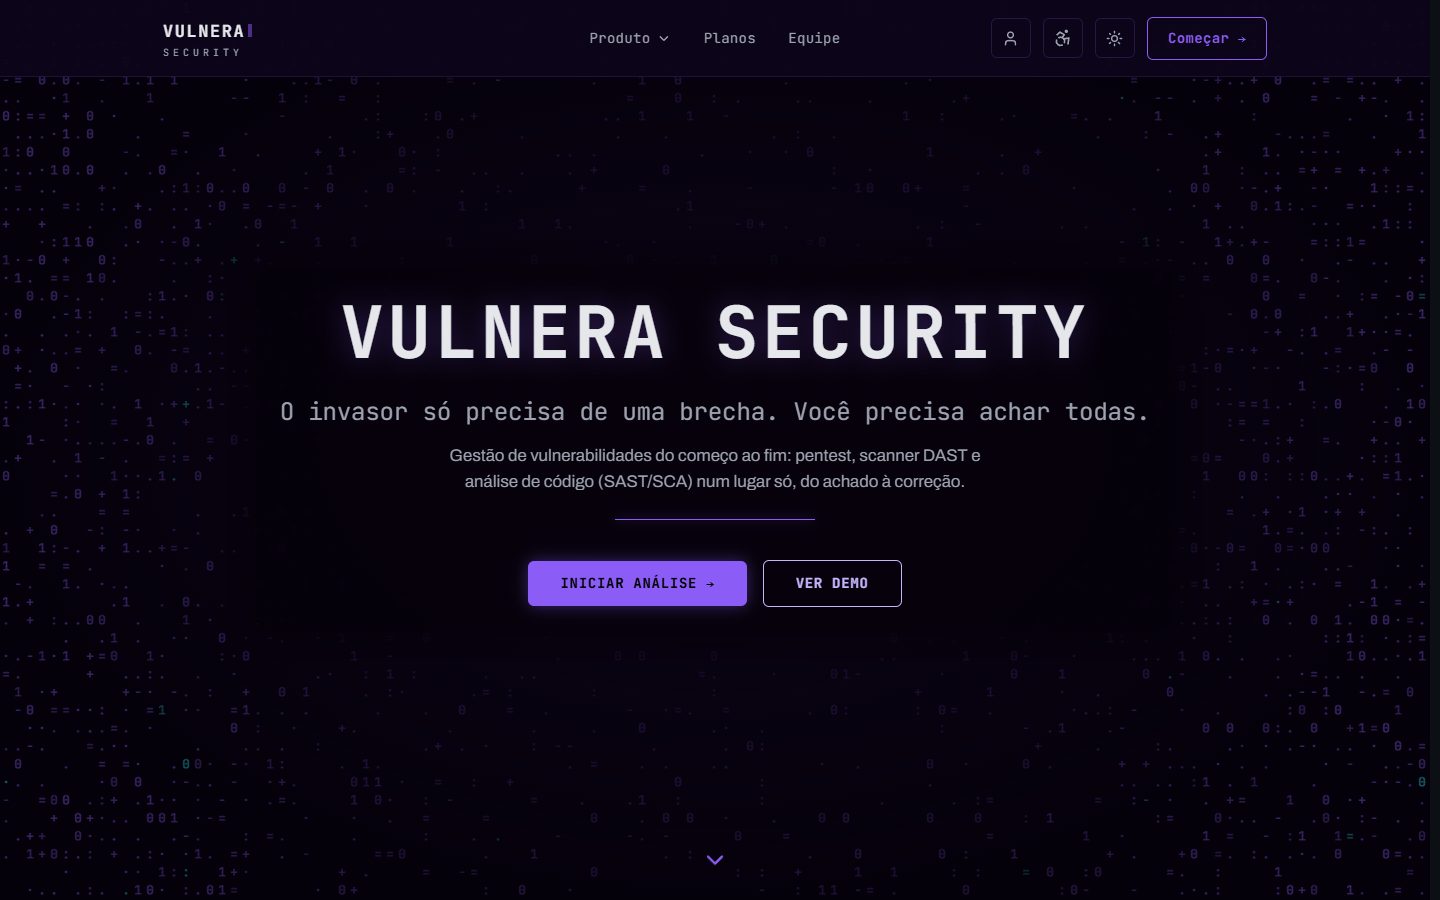 VULNERA
SECURITY
Produto
Planos
Equipe
Começar →
VULNERA SECURITY
O invasor só precisa de uma brecha. Você precisa achar todas.
Gestão de vulnerabilidades do começo ao fim: pentest, scanner DAST e
análise de código (SAST/SCA) num lugar só, do achado à correção.
INICIAR ANÁLISE →
VER DEMO